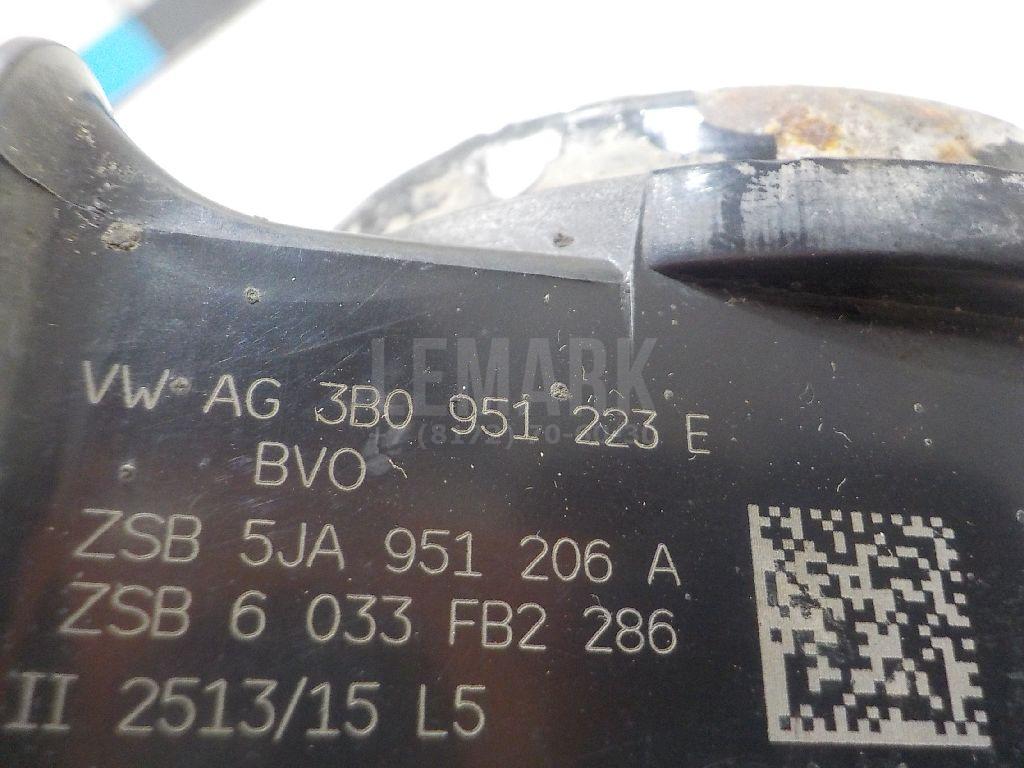 VW AG 3B0 951 223 E
BVO
ZSB 5JA 951 206 A
ZSB 6 033 FB2 286
II 2513/15 L5
LEMARK